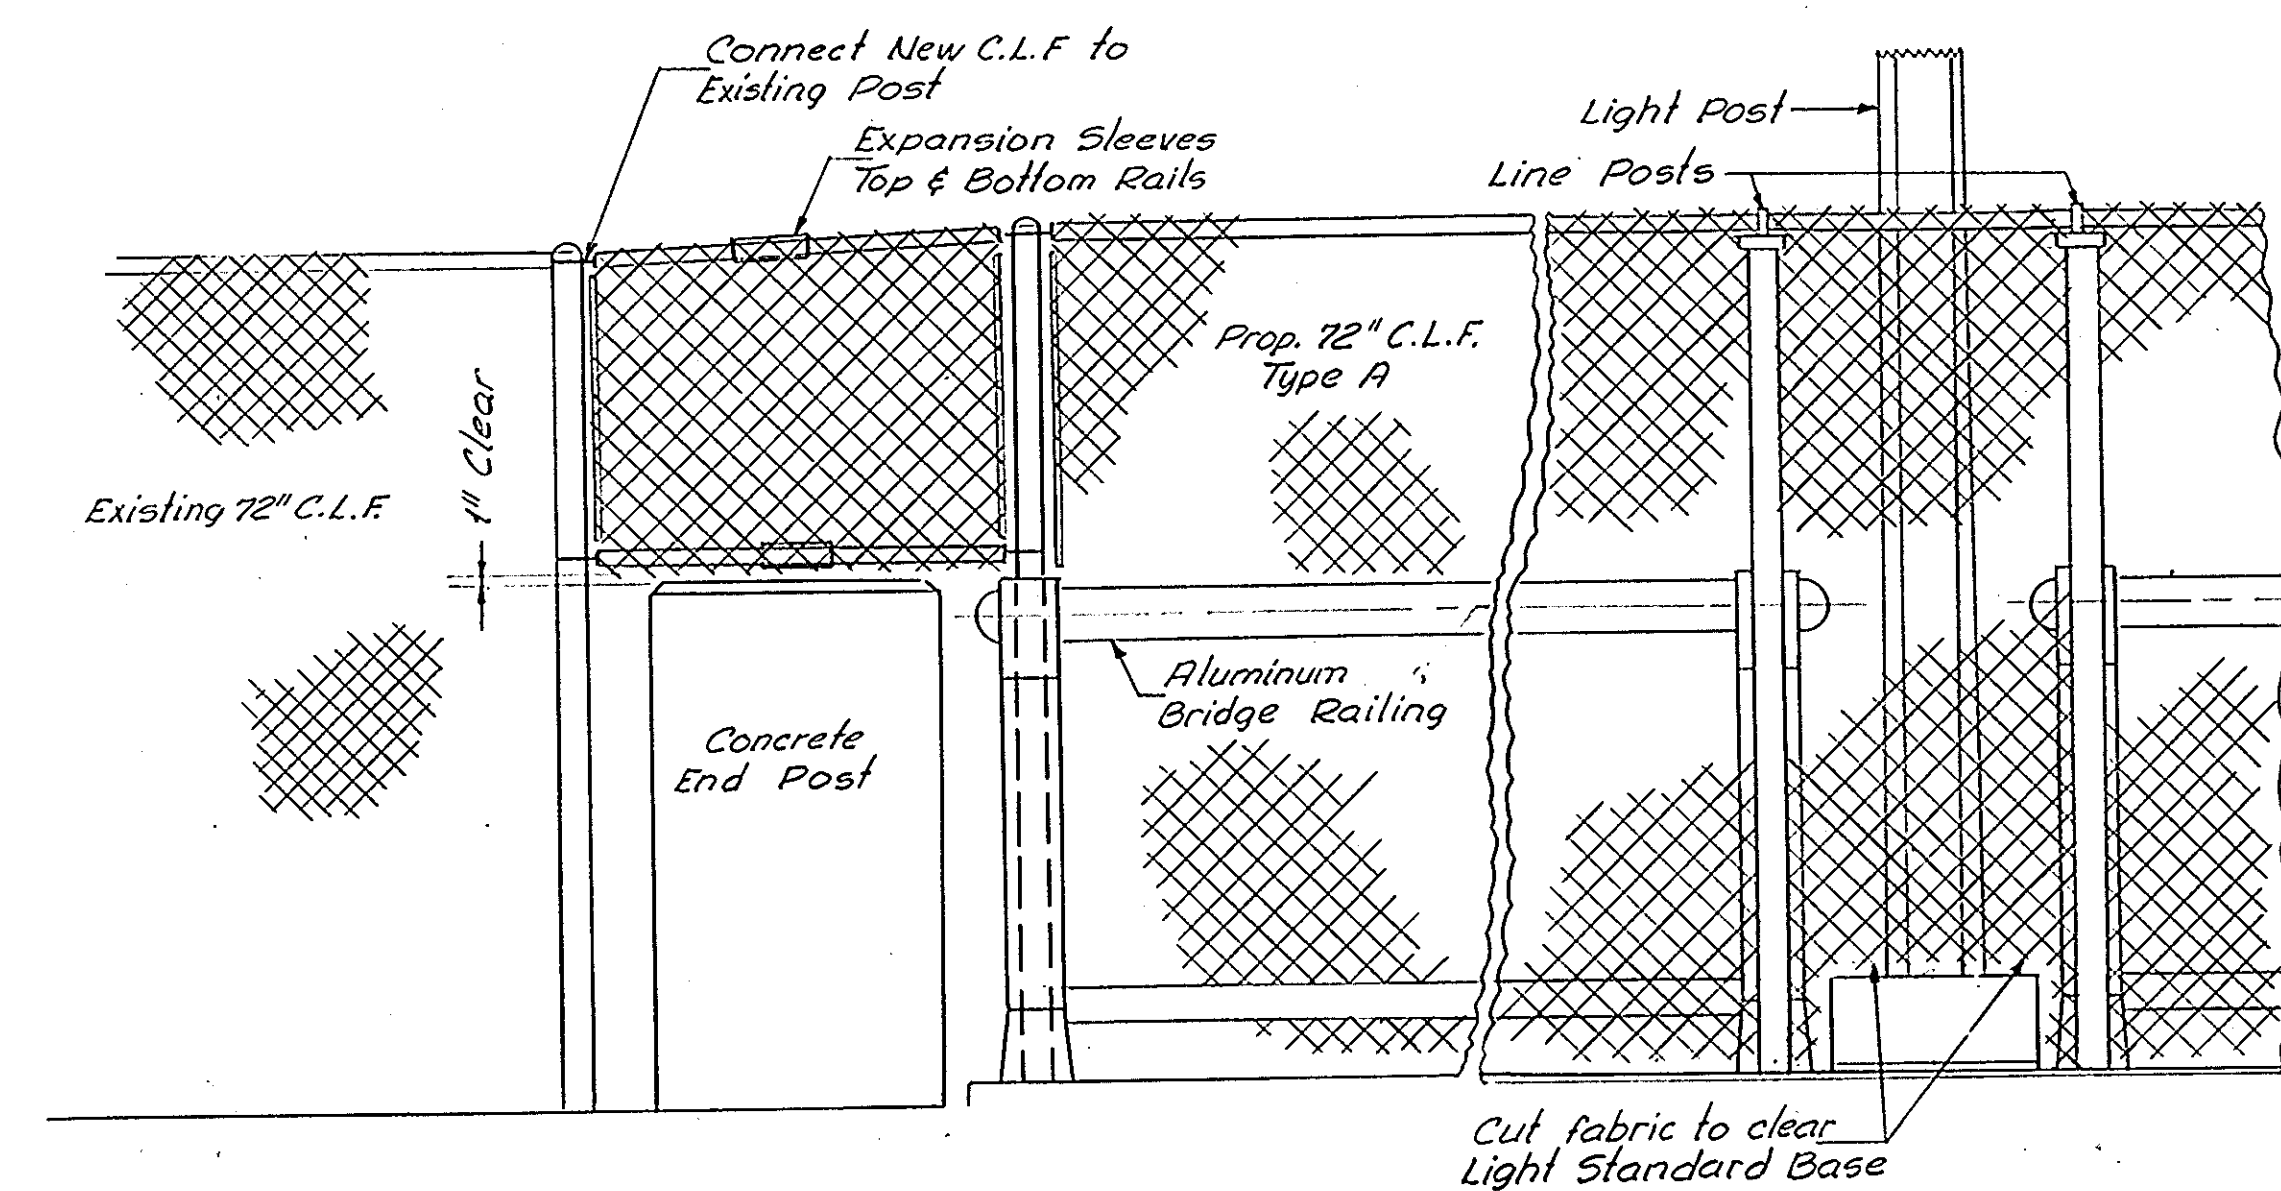 Connect New C.L.F to
Existing Post
Expansion Sleeves
Top & Bottom Rails
Light Post
Line Posts
Prop. 72" C.L.F.
Type A
1" Clear
Existing 72" C.L.F.
Aluminum
Bridge Railing
Concrete
End Post
Cut fabric to clear
Light Standard Base